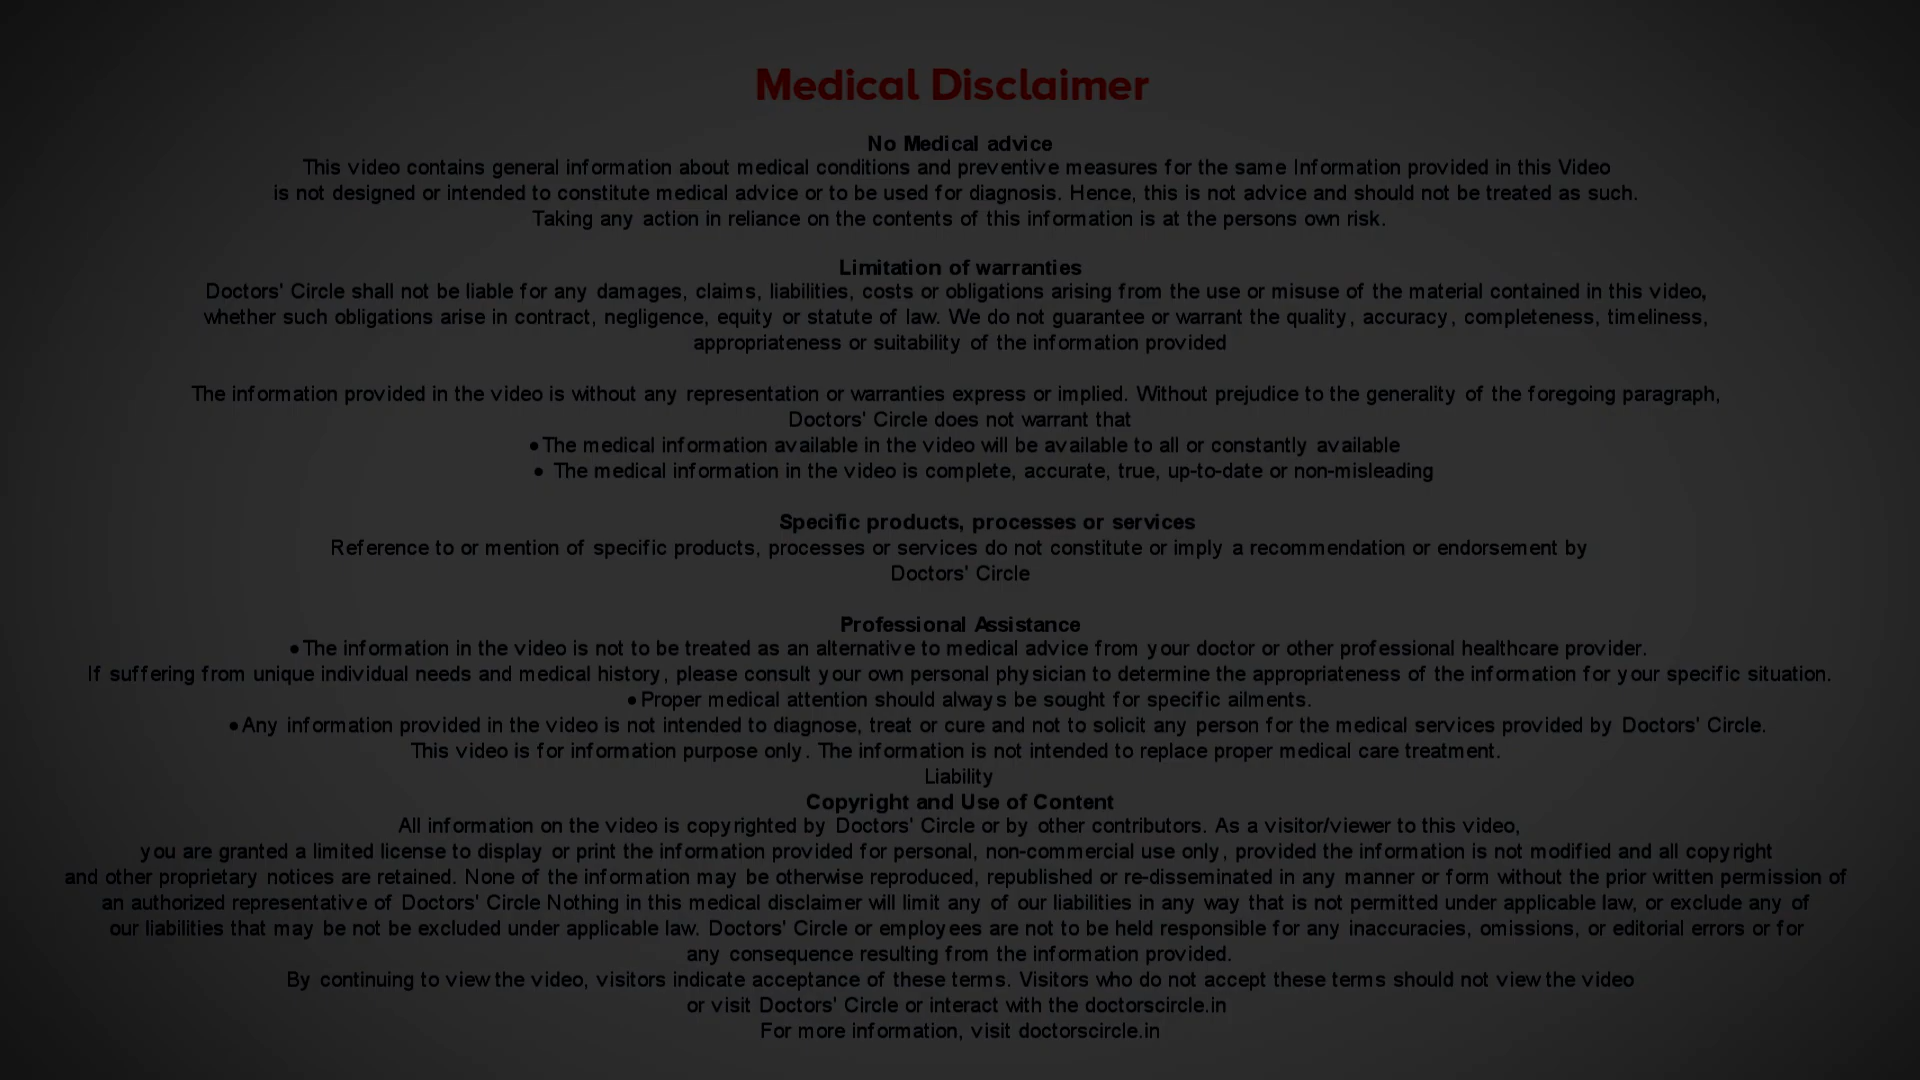 Medical Disclaimer
No Medical advice
This video contains general information about medical conditions and preventive measures for the same Information provided in this Video
is not designed or intended to constitute medical advice or to be used for diagnosis. Hence, this is not advice and should not be treated as such.
Taking any action in reliance on the contents of this information is at the persons own risk.
Limitation of warranties
Doctors' Circle shall not be liable for any damages, claims, liabilities, costs or obligations arising from the use or misuse of the material contained in this video,
whether such obligations arise in contract, negligence, equity or statute of law. We do not guarantee or warrant the quality, accuracy, completeness, timeliness,
appropriateness or suitability of the information provided
The information provided in the video is without any representation or warranties express or implied. Without prejudice to the generality of the foregoing paragraph,
Doctors' Circle does not warrant that
• The medical information available in the video will be available to all or constantly available
• The medical information in the video is complete, accurate, true, up-to-date or non-misleading
Specific products, processes or services
Reference to or mention of specific products, processes or services do not constitute or imply a recommendation or endorsement by
Doctors' Circle
Professional Assistance
• The information in the video is not to be treated as an alternative to medical advice from your doctor or other professional healthcare provider.
If suffering from unique individual needs and medical history, please consult your own personal physician to determine the appropriateness of the information for your specific situation.
• Proper medical attention should always be sought for specific ailments.
• Any information provided in the video is not intended to diagnose, treat or cure and not to solicit any person for the medical services provided by Doctors' Circle.
This video is for information purpose only. The information is not intended to replace proper medical care treatment.
Liability
Copyright and Use of Content
All information on the video is copyrighted by Doctors' Circle or by other contributors. As a visitor/viewer to this video,
you are granted a limited license to display or print the information provided for personal, non-commercial use only, provided the information is not modified and all copyright
and other proprietary notices are retained. None of the information may be otherwise reproduced, republished or re-disseminated in any manner or form without the prior written permission of
an authorized representative of Doctors' Circle Nothing in this medical disclaimer will limit any of our liabilities in any way that is not permitted under applicable law, or exclude any of
our liabilities that may be not be excluded under applicable law. Doctors' Circle or employees are not to be held responsible for any inaccuracies, omissions, or editorial errors or for
any consequence resulting from the information provided.
By continuing to view the video, visitors indicate acceptance of these terms. Visitors who do not accept these terms should not view the video
or visit Doctors' Circle or interact with the doctorscircle.in
For more information, visit doctorscircle.in